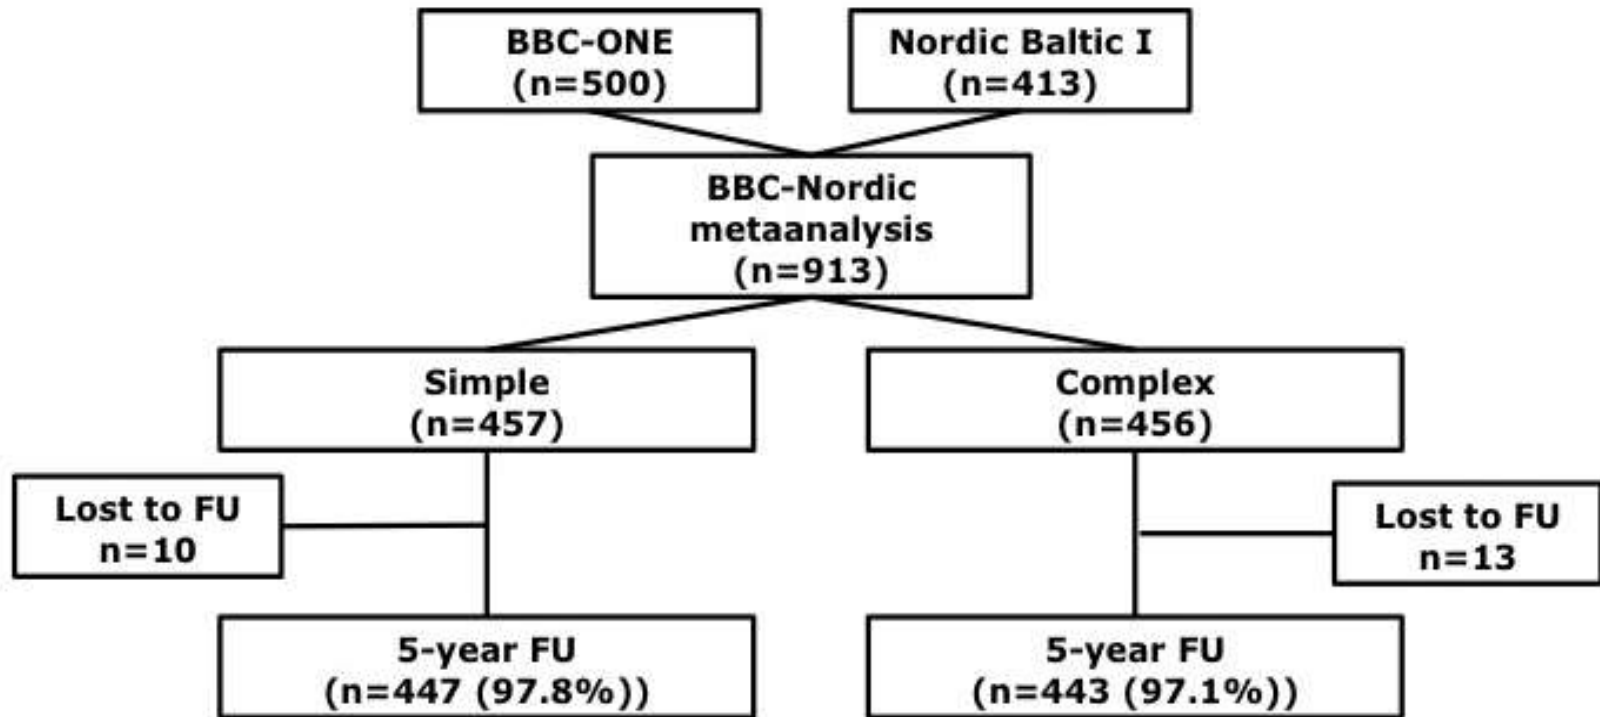 BBC-ONE
(n=500)
Nordic Baltic I
(n=413)
BBC-Nordic
metaanalysis
(n=913)
Simple
(n=457)
Complex
(n=456)
Lost to FU
n=10
Lost to FU
n=13
5-year FU
(n=447 (97.8%))
5-year FU
(n=443 (97.1%))